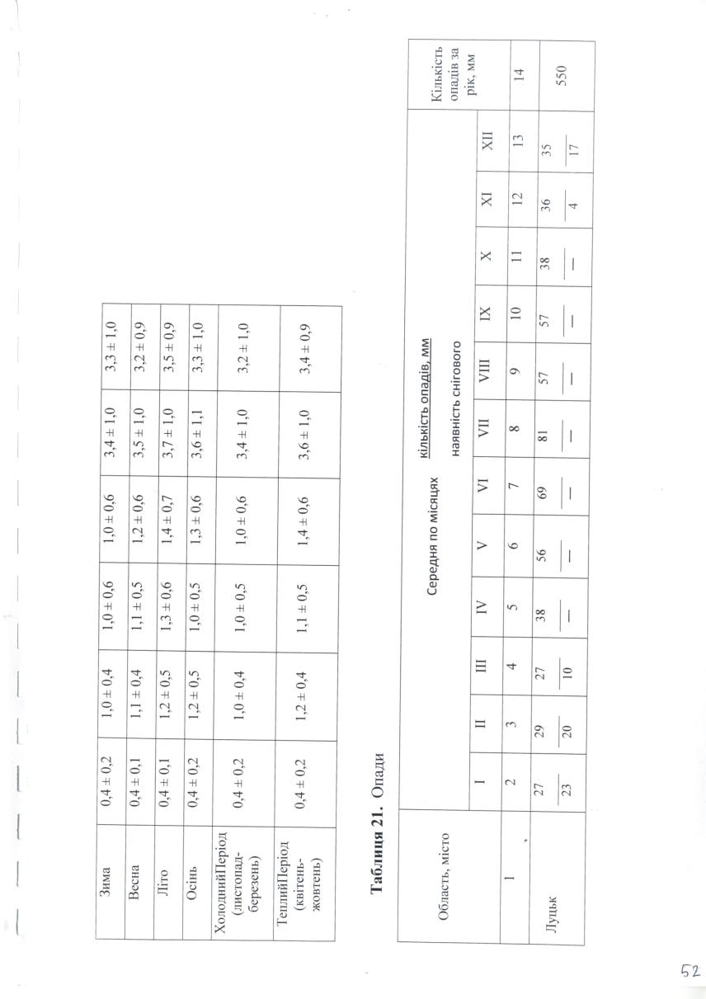 Зима 0,4 ± 0,2 1,0 ± 0,4 1,0 ± 0,6 1,0 ± 0,6 3,4 ± 1,0 3,3 ± 1,0
Весна 0,4 ± 0,1 1,1 ± 0,4 1,1 ± 0,5 1,2 ± 0,6 3,5 ± 1,0 3,2 ± 0,9
Літо 0,4 ± 0,1 1,2 ± 0,5 1,3 ± 0,6 1,4 ± 0,7 3,7 ± 1,0 3,5 ± 0,9
Осінь 0,4 ± 0,2 1,2 ± 0,5 1,0 ± 0,5 1,3 ± 0,6 3,6 ± 1,1 3,3 ± 1,0
ХолоднийПеріод
(листопад-
березень) 0,4 ± 0,2 1,0 ± 0,4 1,0 ± 0,5 1,0 ± 0,6 3,4 ± 1,0 3,2 ± 1,0
ТеплийПеріод
(квітень-
жовтень) 0,4 ± 0,2 1,2 ± 0,4 1,1 ± 0,5 1,4 ± 0,6 3,6 ± 1,0 3,4 ± 0,9
Таблиця 21. Опади
Область, місто
Середня по місяцях
кількість опадів, мм
наявність снігового
Кількість
опадів за
рік, мм
I II III IV V VI VII VIII IX X XI XII
1 2 3 4 5 6 7 8 9 10 11 12 13 14
Луцьк
27 29 27 38 56 69 81 57 57 38 36 35 550
23 20 10 — — — — — — — 4 17
52